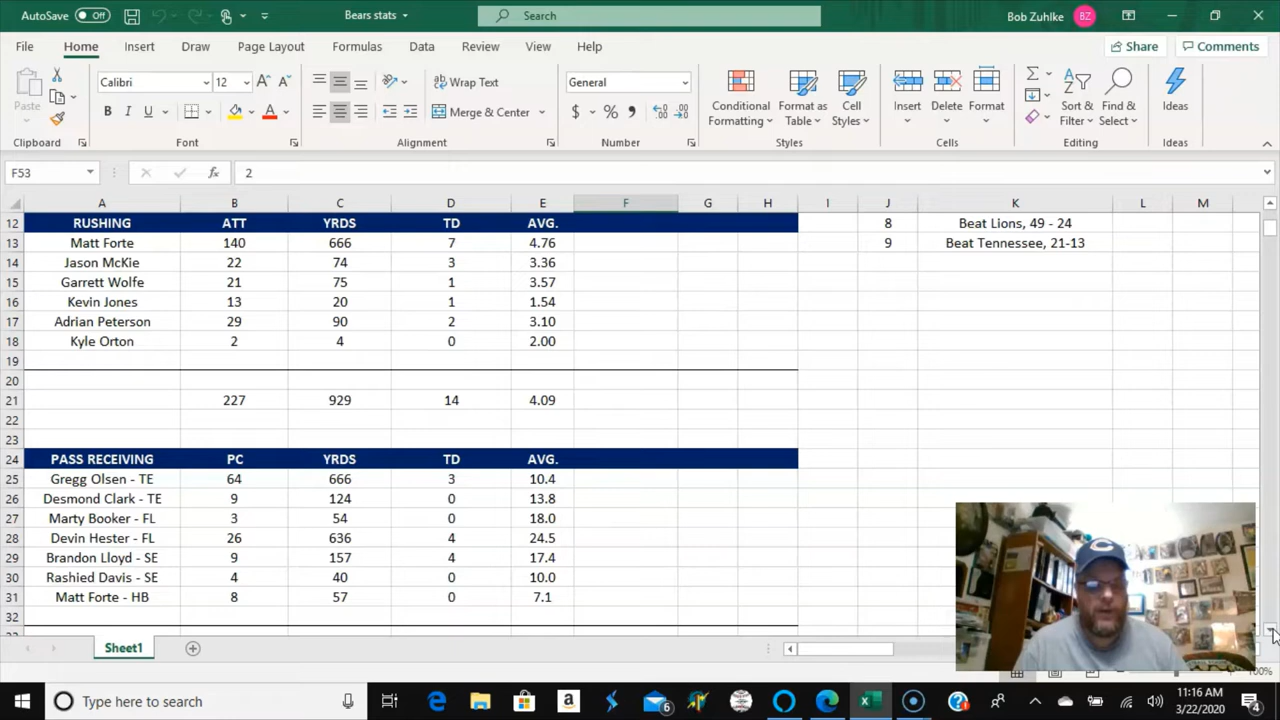 AutoSave Off Bears stats Search Bob Zuhlke BZ
File Home Insert Draw Page Layout Formulas Data Review View Help Share Comments
Paste Calibri 12 A A Wrap Text General Conditional Formatting Format as Table Cell Styles Insert Delete Format Sort & Filter Find & Select Ideas
B I U A Merge & Center $ % 9
Clipboard Font Alignment Number Styles Cells Editing Ideas
F53 fx 2
A B C D E F G H I J K L M
12 RUSHING ATT YRDS TD AVG. 8 Beat Lions, 49 - 24
13 Matt Forte 140 666 7 4.76 9 Beat Tennessee, 21-13
14 Jason McKie 22 74 3 3.36
15 Garrett Wolfe 21 75 1 3.57
16 Kevin Jones 13 20 1 1.54
17 Adrian Peterson 29 90 2 3.10
18 Kyle Orton 2 4 0 2.00
19
20
21 227 929 14 4.09
22
23
24 PASS RECEIVING PC YRDS TD AVG.
25 Gregg Olsen - TE 64 666 3 10.4
26 Desmond Clark - TE 9 124 0 13.8
27 Marty Booker - FL 3 54 0 18.0
28 Devin Hester - FL 26 636 4 24.5
29 Brandon Lloyd - SE 9 157 4 17.4
30 Rashied Davis - SE 4 40 0 10.0
31 Matt Forte - HB 8 57 0 7.1
32
Sheet1
100%
Type here to search 6 11:16 AM
3/22/2020 4